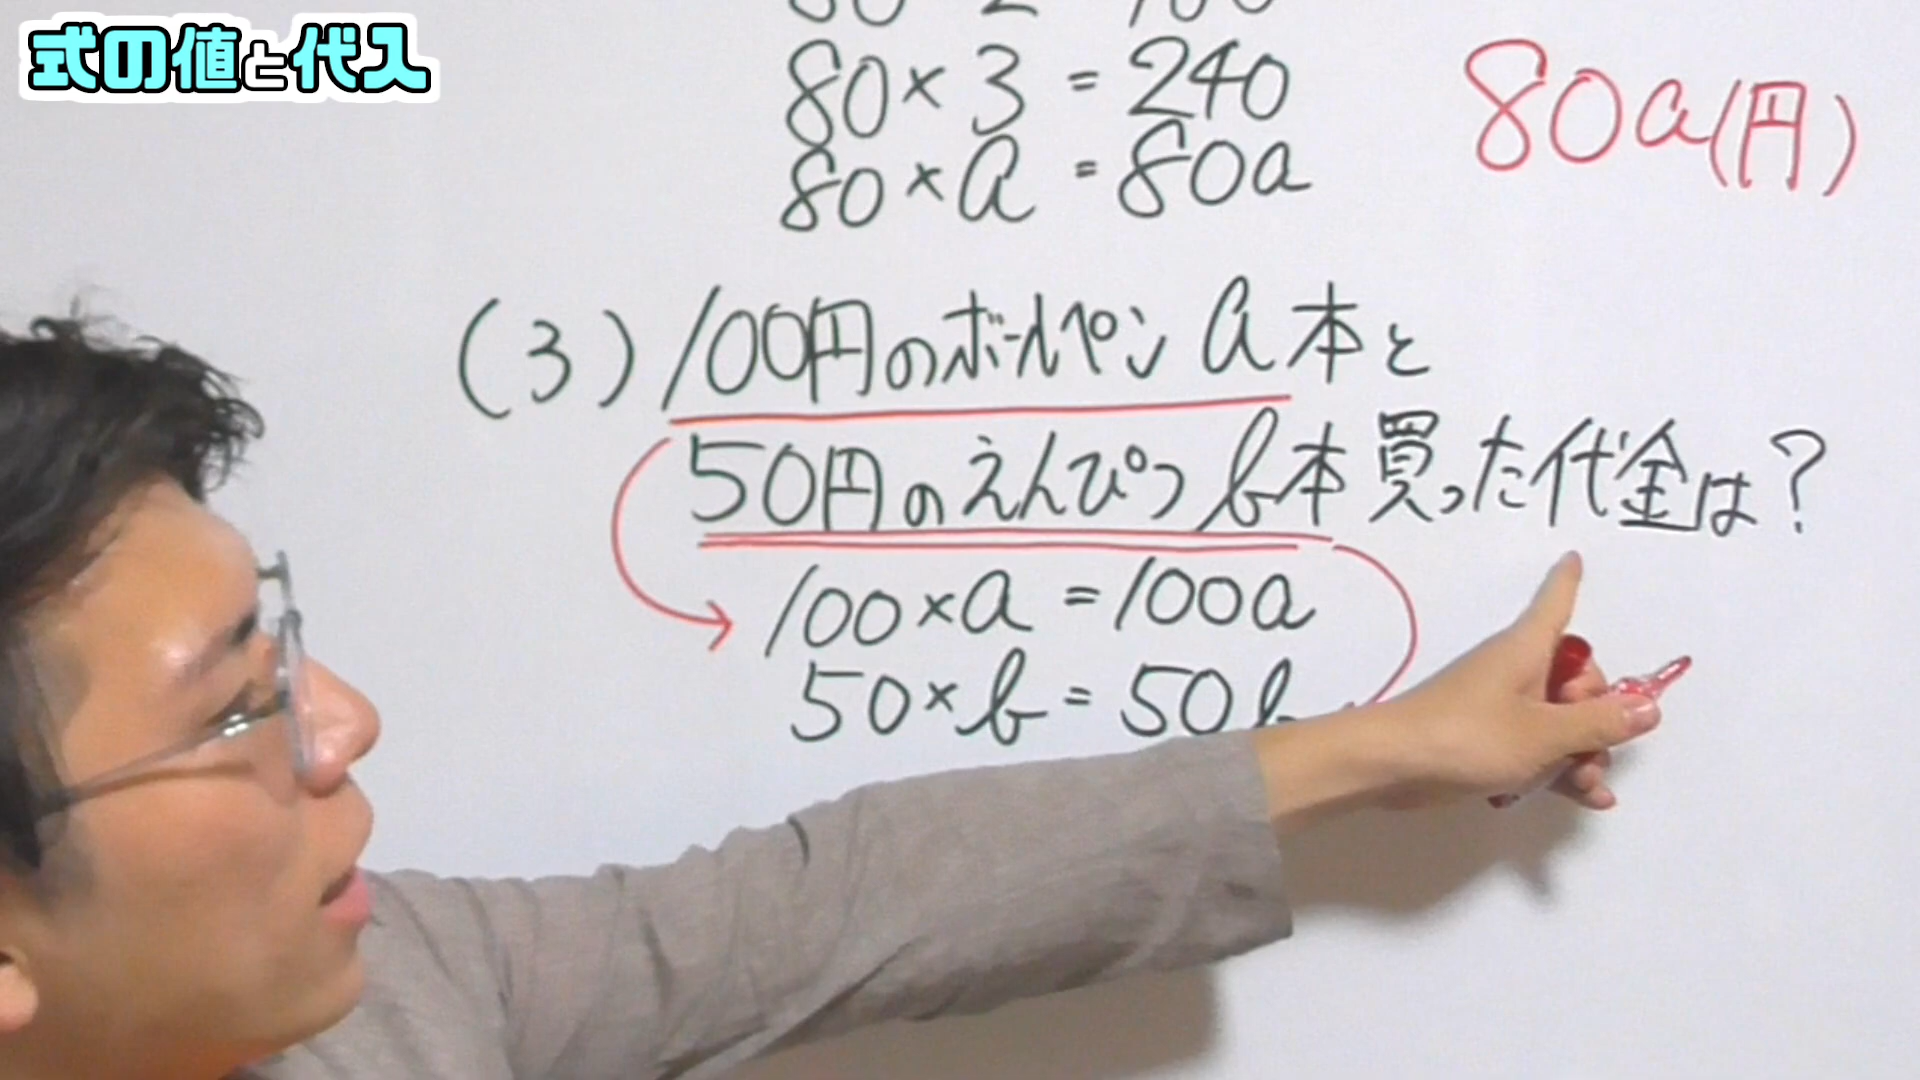 式の値と代入
80×3=240
80×a=80a
80a(円)
(3)100円のボールペンa本と
50円のえんぴつb本買った代金は?
100×a=100a
50×b=50b